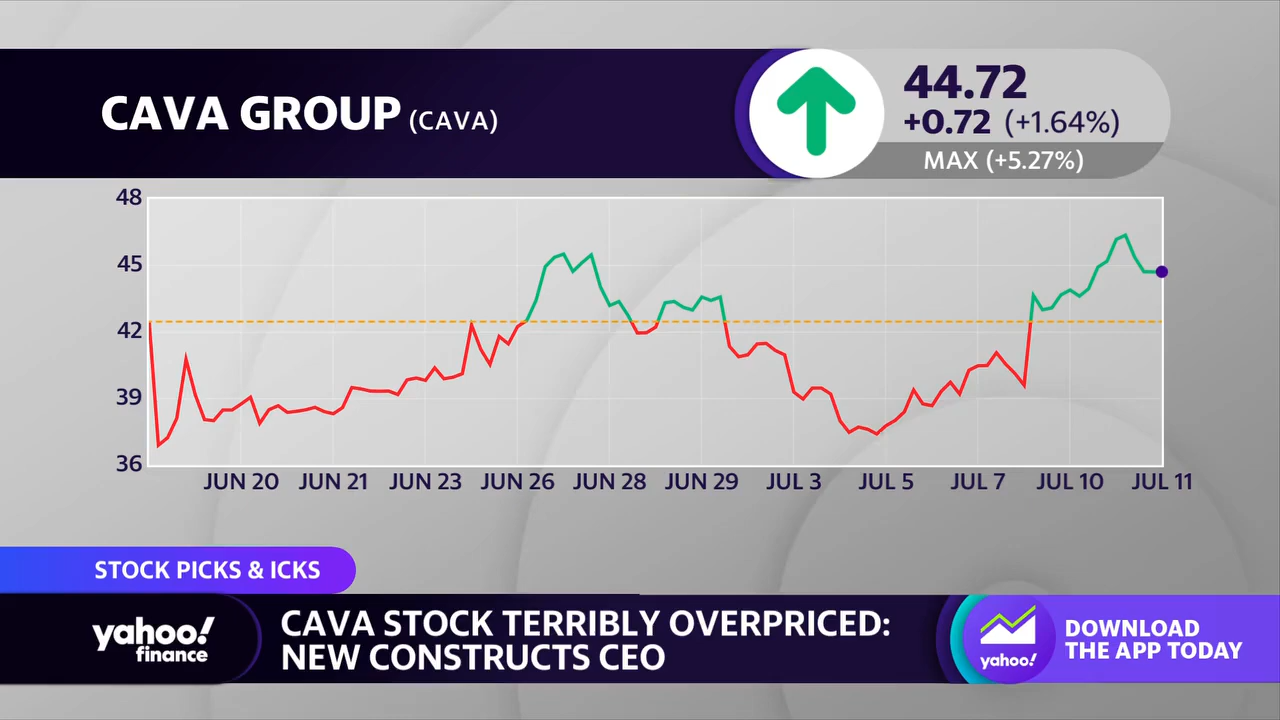 CAVA GROUP (CAVA)
44.72
+0.72 (+1.64%)
MAX (+5.27%)
48
45
42
39
36
JUN 20 JUN 21 JUN 23 JUN 26 JUN 28 JUN 29 JUL 3 JUL 5 JUL 7 JUL 10 JUL 11
STOCK PICKS & ICKS
yahoo!
finance
CAVA STOCK TERRIBLY OVERPRICED:
NEW CONSTRUCTS CEO
yahoo!
DOWNLOAD
THE APP TODAY